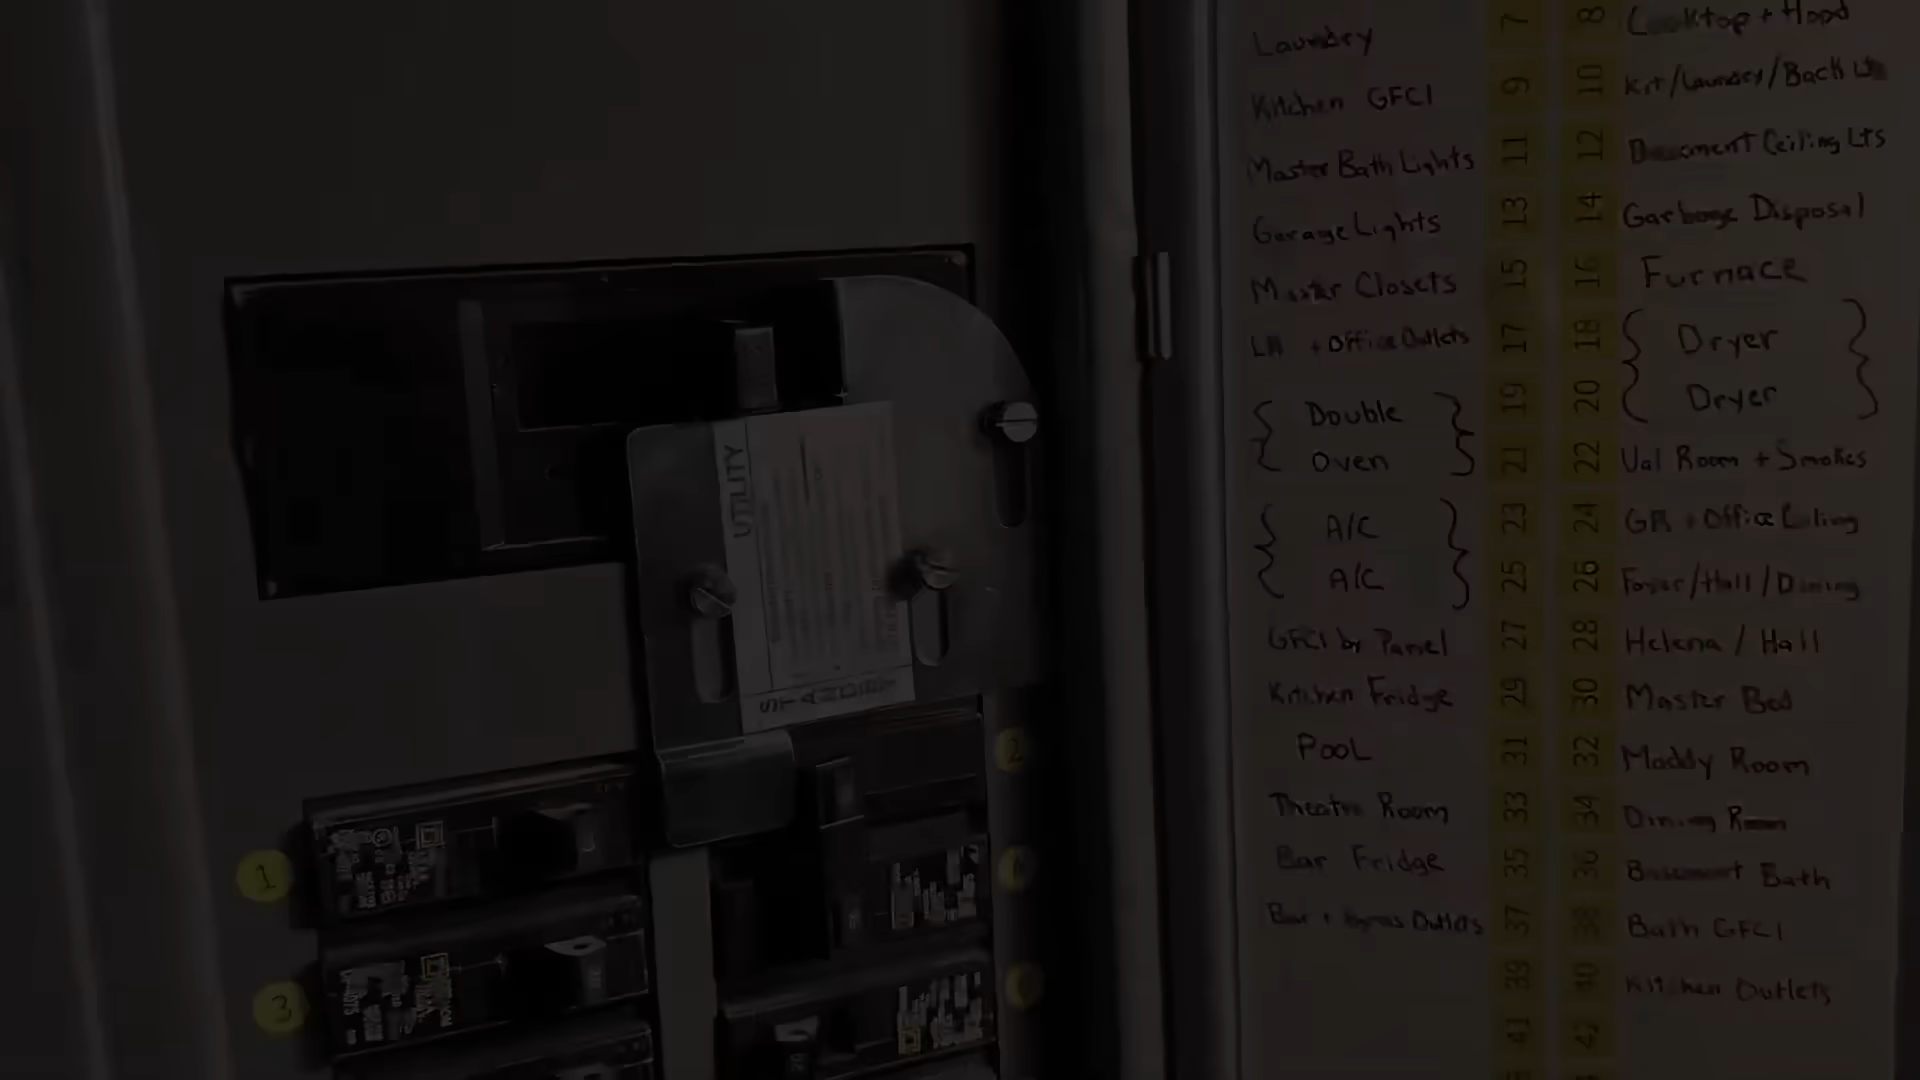 Laundry 7 8 Cooktop + Hood
Kitchen GFCI 9 10 Kit/Laundry/Back
Master Bath Lights 11 12 Basement Ceiling Lts
Garage Lights 13 14 Garbage Disposal
Master Closets 15 16 Furnace
+ Office Outlets 17 18 Dryer
Double 19 20 Dryer
Oven 21 22 Val Room + Smokes
A/C 23 24 GR + Office Ceiling
A/C 25 26 Foyer/Hall/Dining
GFCI by Panel 27 28 Helena / Hall
Kitchen Fridge 29 30 Master Bed
POOL 31 32 Maddy Room
Theatre Room 33 34 Dining Room
Bar Fridge 35 36 Basement Bath
Bar + Outlets 37 38 Bath GFCI
39 40 Kitchen Outlets
41 42
UTILITY
STANDBY
2
1
3